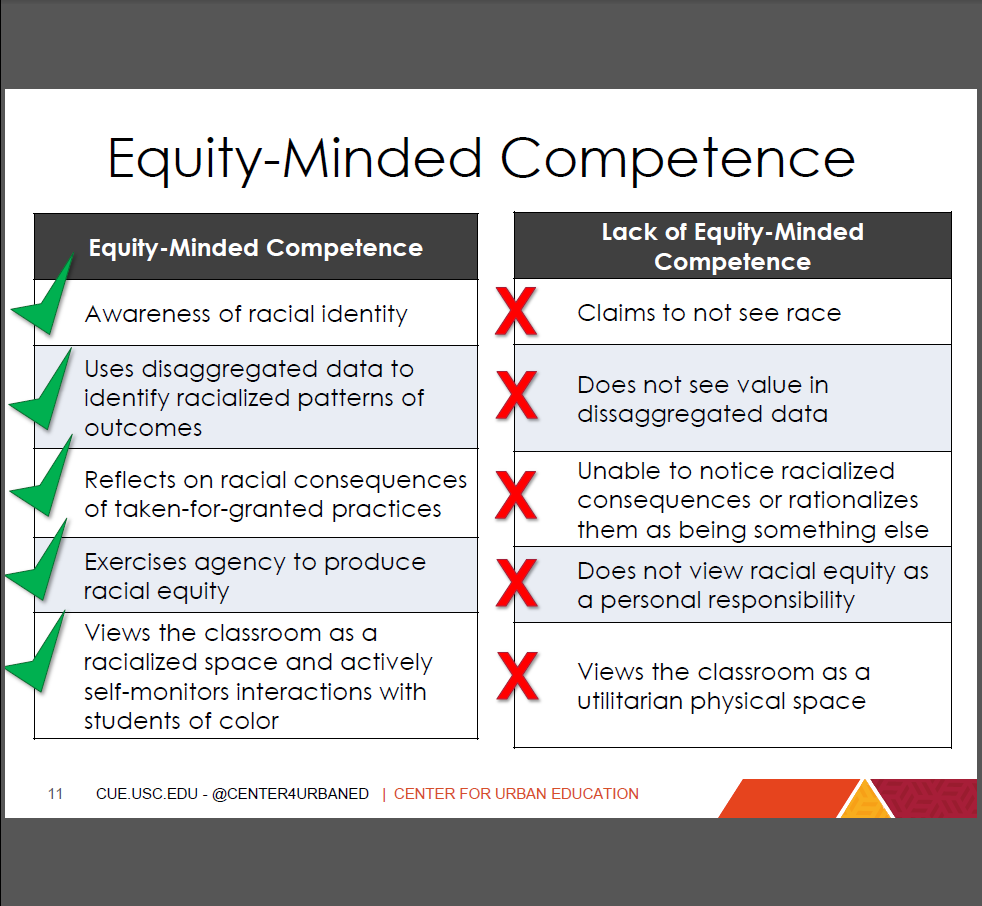 Equity-Minded Competence
Equity-Minded Competence
Awareness of racial identity
Uses disaggregated data to
identify racialized patterns of
outcomes
Reflects on racial consequences
of taken-for-granted practices
Exercises agency to produce
racial equity
Views the classroom as a
racialized space and actively
self-monitors interactions with
students of color
Lack of Equity-Minded
Competence
X
Claims to not see race
X
Does not see value in
dissaggregated data
X
Unable to notice racialized
consequences or rationalizes
them as being something else
X
Does not view racial equity as
a personal responsibility
X
Views the classroom as a
utilitarian physical space
11 CUE.USC.EDU - @CENTER4URBANED | CENTER FOR URBAN EDUCATION